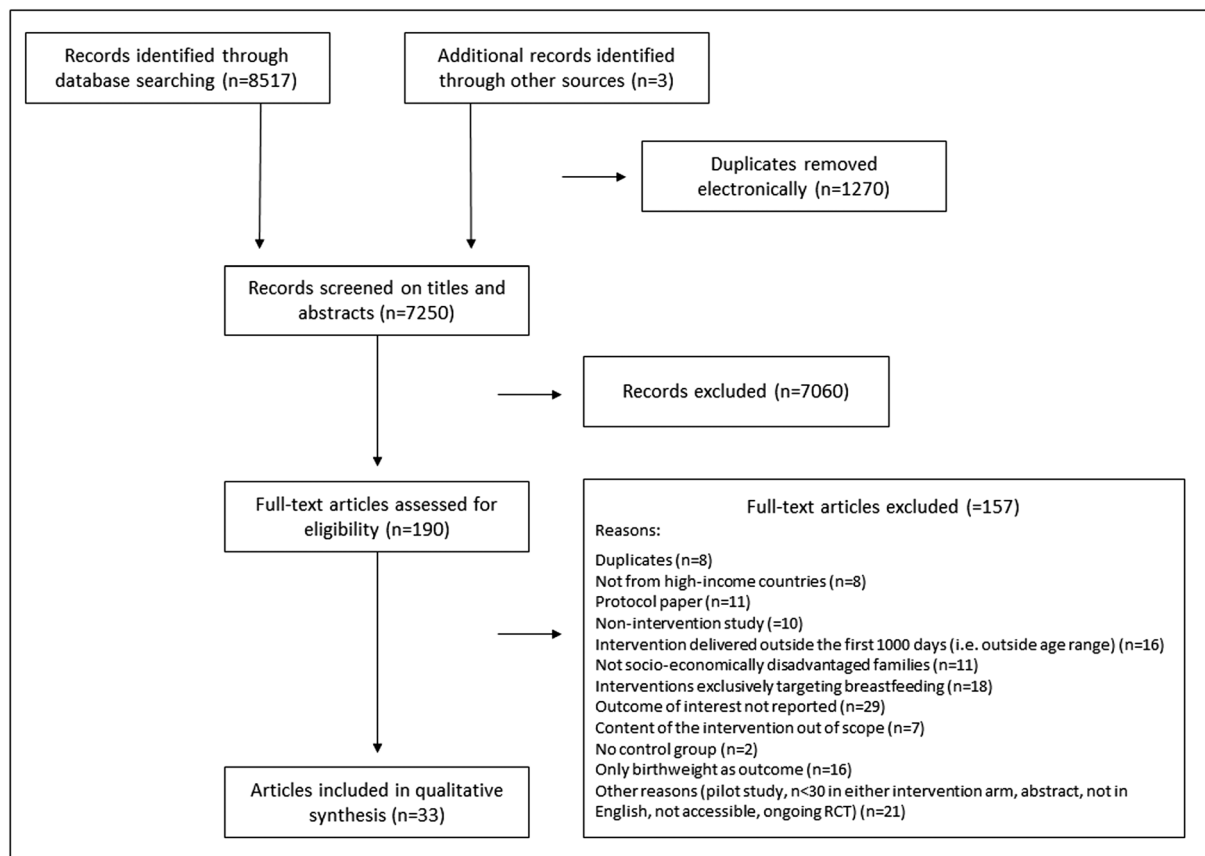 Records identified through
database searching (n=8517)
Additional records identified
through other sources (n=3)
Duplicates removed
electronically (n=1270)
Records screened on titles and
abstracts (n=7250)
Records excluded (n=7060)
Full-text articles assessed for
eligibility (n=190)
Full-text articles excluded (=157)
Reasons:
Duplicates (n=8)
Not from high-income countries (n=8)
Protocol paper (n=11)
Non-intervention study (=10)
Intervention delivered outside the first 1000 days (i.e. outside age range) (n=16)
Not socio-economically disadvantaged families (n=11)
Interventions exclusively targeting breastfeeding (n=18)
Outcome of interest not reported (n=29)
Content of the intervention out of scope (n=7)
No control group (n=2)
Only birthweight as outcome (n=16)
Other reasons (pilot study, n<30 in either intervention arm, abstract, not in
English, not accessible, ongoing RCT) (n=21)
Articles included in qualitative
synthesis (n=33)